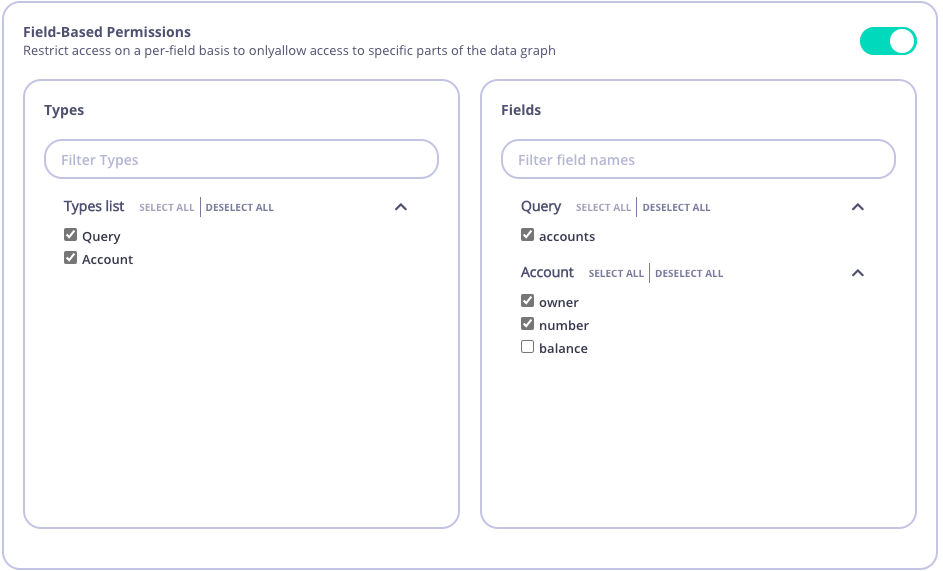 Field-Based Permissions
Restrict access on a per-field basis to onlyallow access to specific parts of the data graph
Types
Filter Types
Types list SELECT ALL DESELECT ALL
Query
Account
Fields
Filter field names
Query SELECT ALL DESELECT ALL
accounts
Account SELECT ALL DESELECT ALL
owner
number
balance